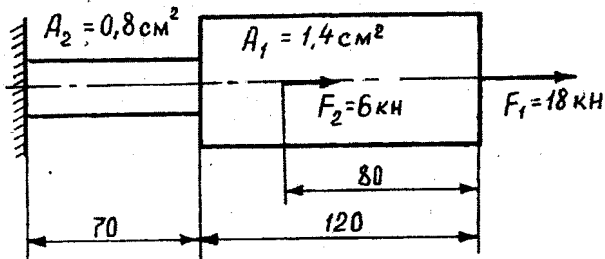 A₂ = 0,8 см²
A₁ = 1,4 см²
F₂ = 6 кн
F₁ = 18 кн
80
70
120